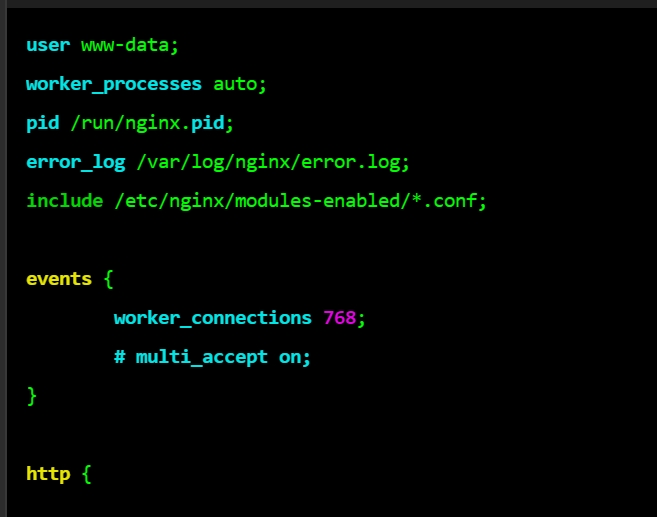 user www-data;
worker_processes auto;
pid /run/nginx.pid;
error_log /var/log/nginx/error.log;
include /etc/nginx/modules-enabled/*.conf;
events {
worker_connections 768;
# multi_accept on;
}
http {